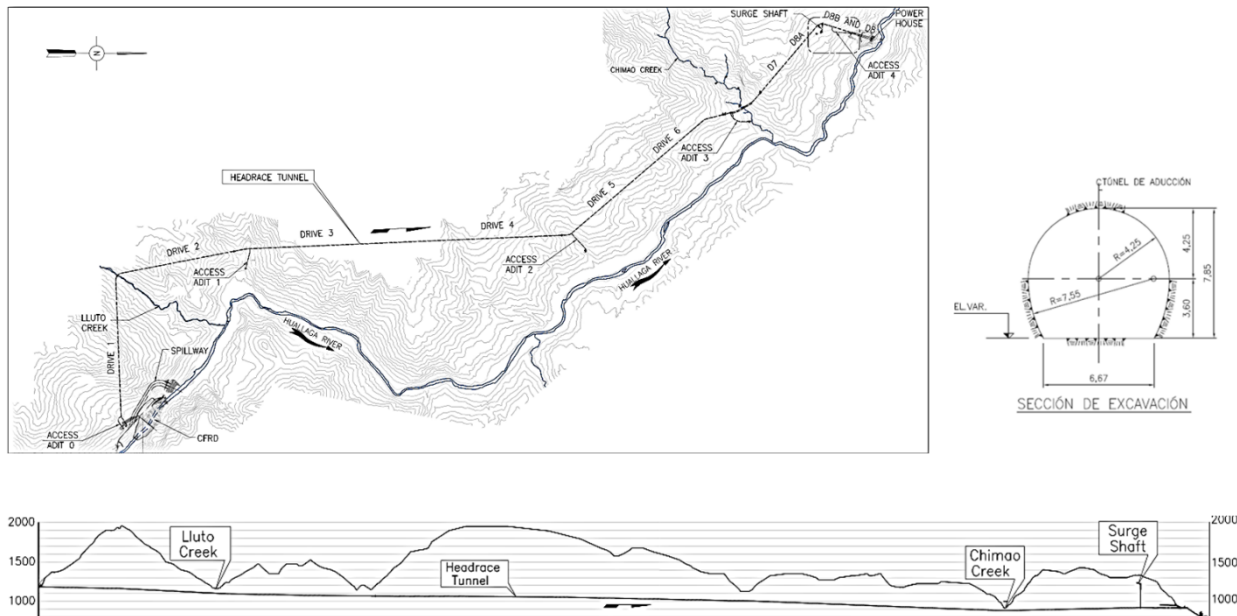 SURGE SHAFT
D8B AND D8
POWER
HOUSE
D8A
ACCESS
ADIT 4
N
CHIMAO CREEK
D7
DRIVE 6
ACCESS
ADIT 3
HEADRACE TUNNEL
DRIVE 5
DRIVE 4
DRIVE 3
DRIVE 2
ACCESS
ADIT 2
ACCESS
ADIT 1
HUALLAGA RIVER
LLUTO
CREEK
HUALLAGA RIVER
DRIVE 1
SPILLWAY
ACCESS
ADIT 0
CFRD
TÚNEL DE ADUCCIÓN
R=4,25
4,25
7,85
R=7,55
3,60
EL.VAR.
6,67
SECCIÓN DE EXCAVACIÓN
2000
1500
1000
Lluto
Creek
Headrace
Tunnel
Chimao
Creek
Surge
Shaft
2000
1500
1000